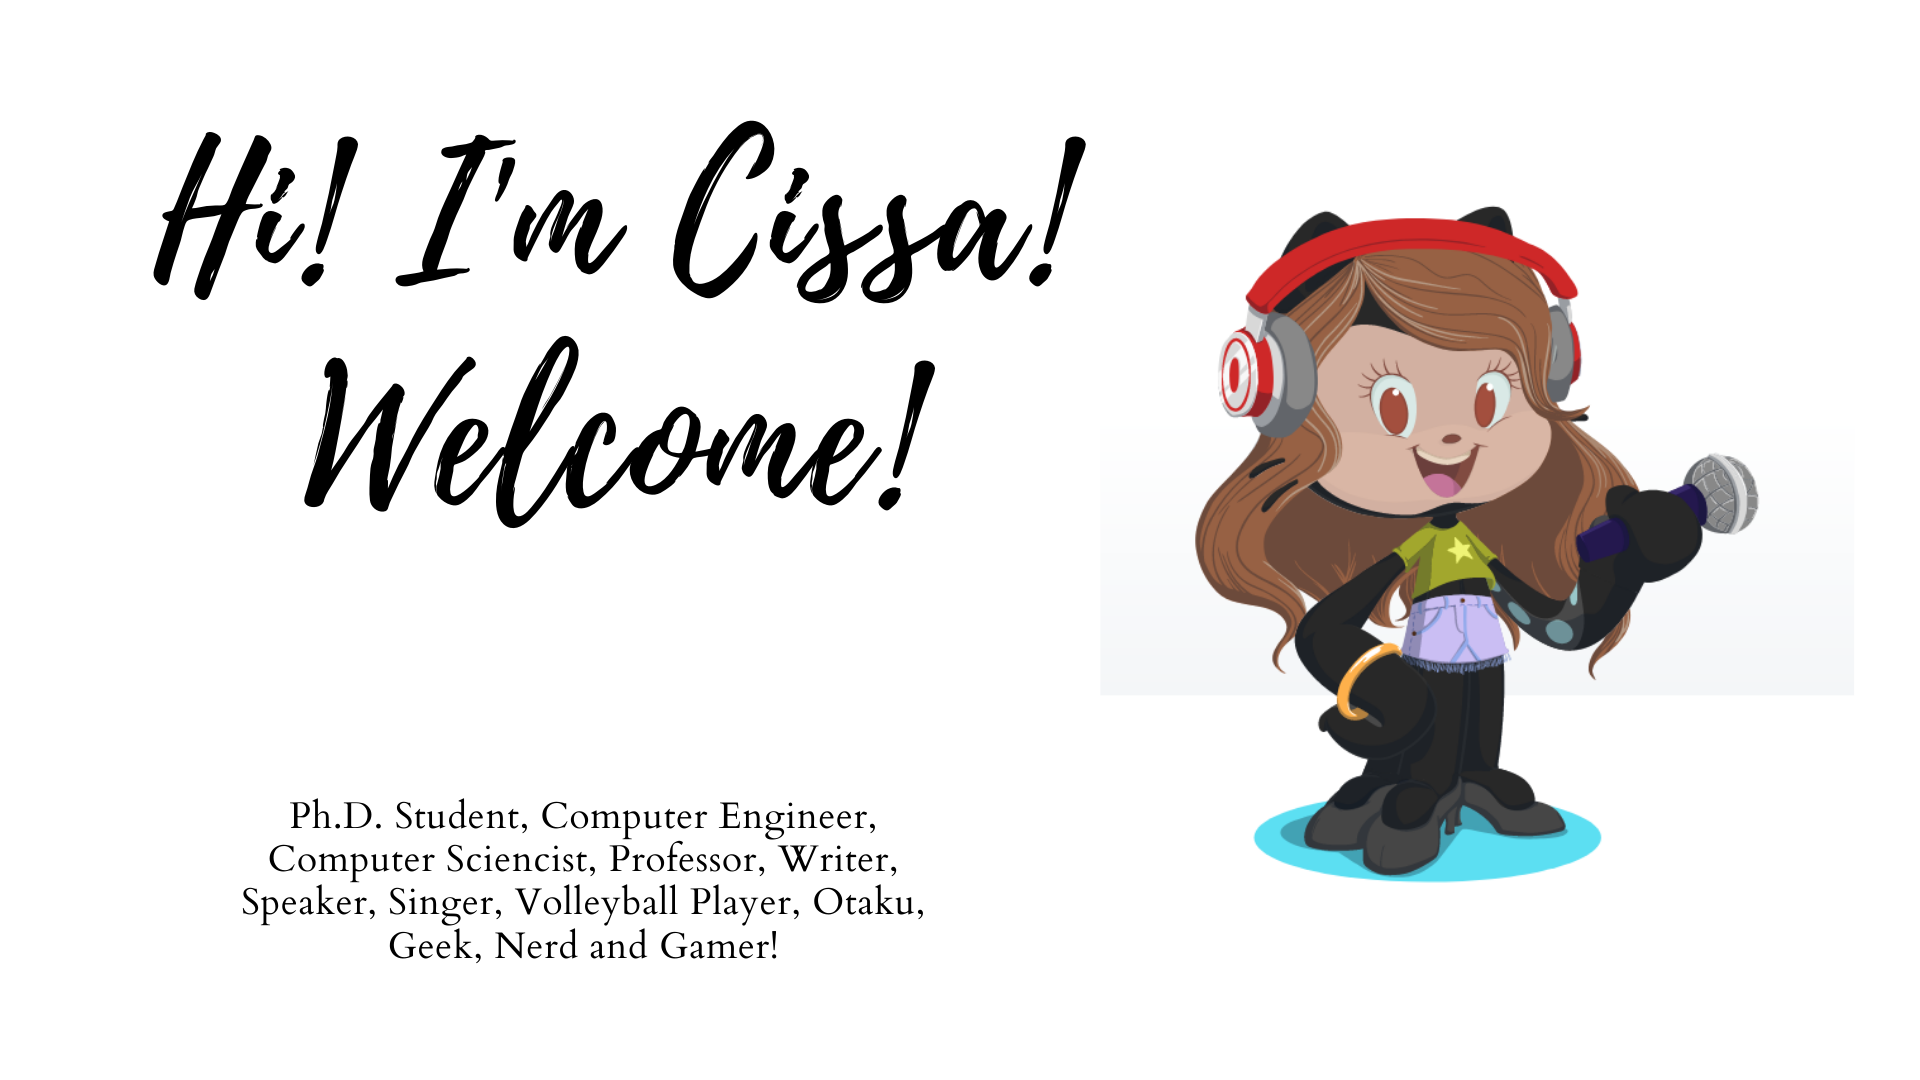 Hi! I'm Cissa!
Welcome!
Ph.D. Student, Computer Engineer,
Computer Sciencist, Professor, Writer,
Speaker, Singer, Volleyball Player, Otaku,
Geek, Nerd and Gamer!